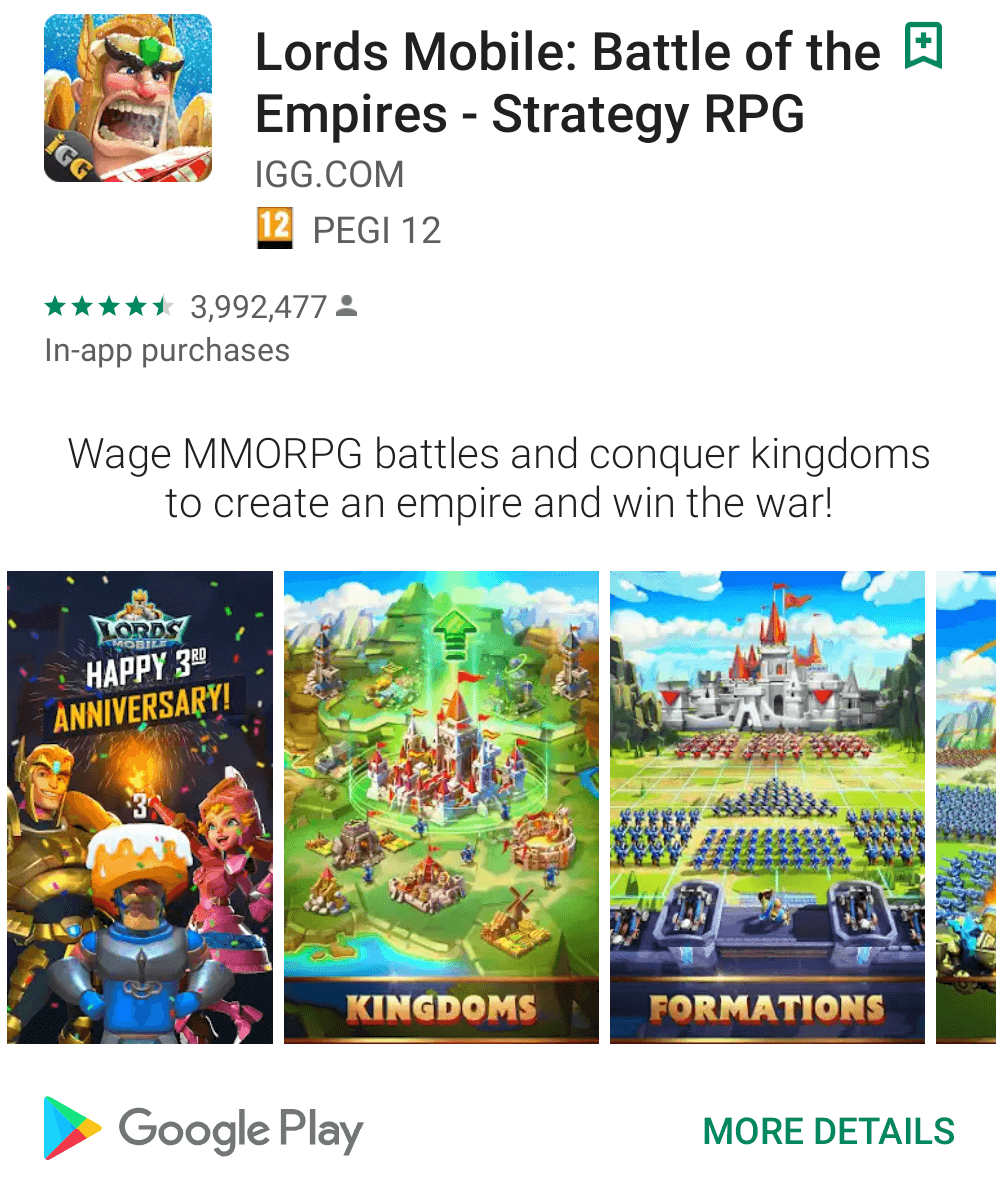 Lords Mobile: Battle of the
Empires - Strategy RPG
IGG
IGG.COM
12
PEGI 12
3,992,477
In-app purchases
Wage MMORPG battles and conquer kingdoms
to create an empire and win the war!
LORDS
MOBILE
HAPPY 3RD
ANNIVERSARY!
3
KINGDOMS
FORMATIONS
Google Play
MORE DETAILS